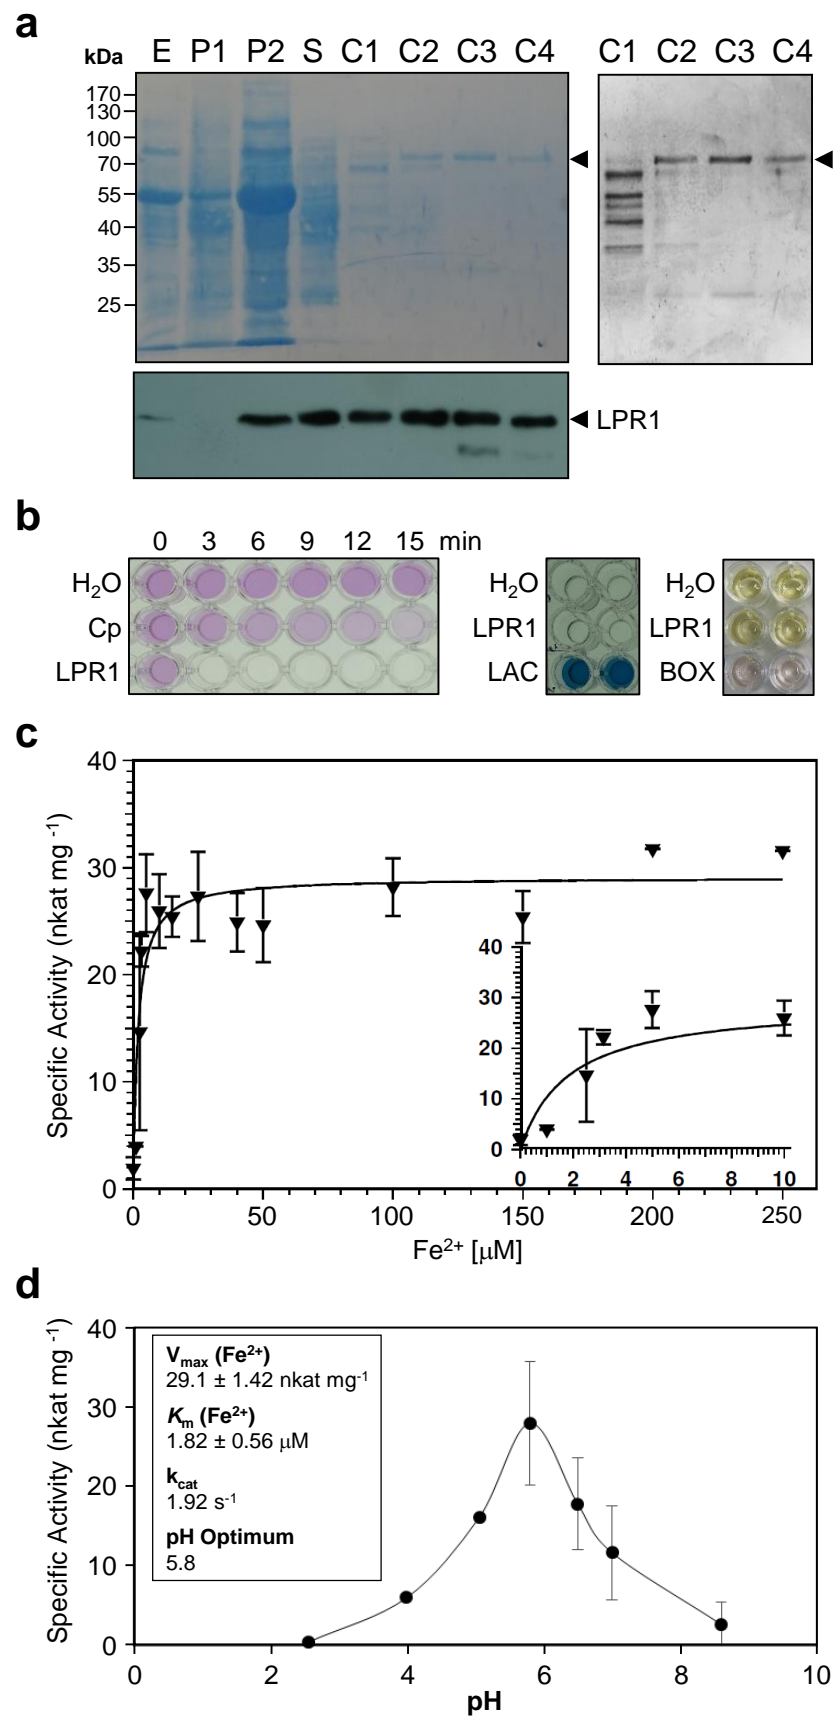 a
kDa E P1 P2 S C1 C2 C3 C4 C1 C2 C3 C4
170
130
100
70
55
40
35
25
LPR1
b
0 3 6 9 12 15 min
H₂O H₂O H₂O
Cp LPR1 LPR1
LPR1 LAC BOX
c
Specific Activity (nkat mg ⁻¹)
40
30
20
10
0
40
30
20
10
0
0 2 4 6 8 10
0 50 100 150 200 250
Fe²⁺ [μM]
d
Specific Activity (nkat mg ⁻¹)
40
30
20
10
0
Vmax (Fe²⁺)
29.1 ± 1.42 nkat mg⁻¹
Km (Fe²⁺)
1.82 ± 0.56 μM
kcat
1.92 s⁻¹
pH Optimum
5.8
0 2 4 6 8 10
pH